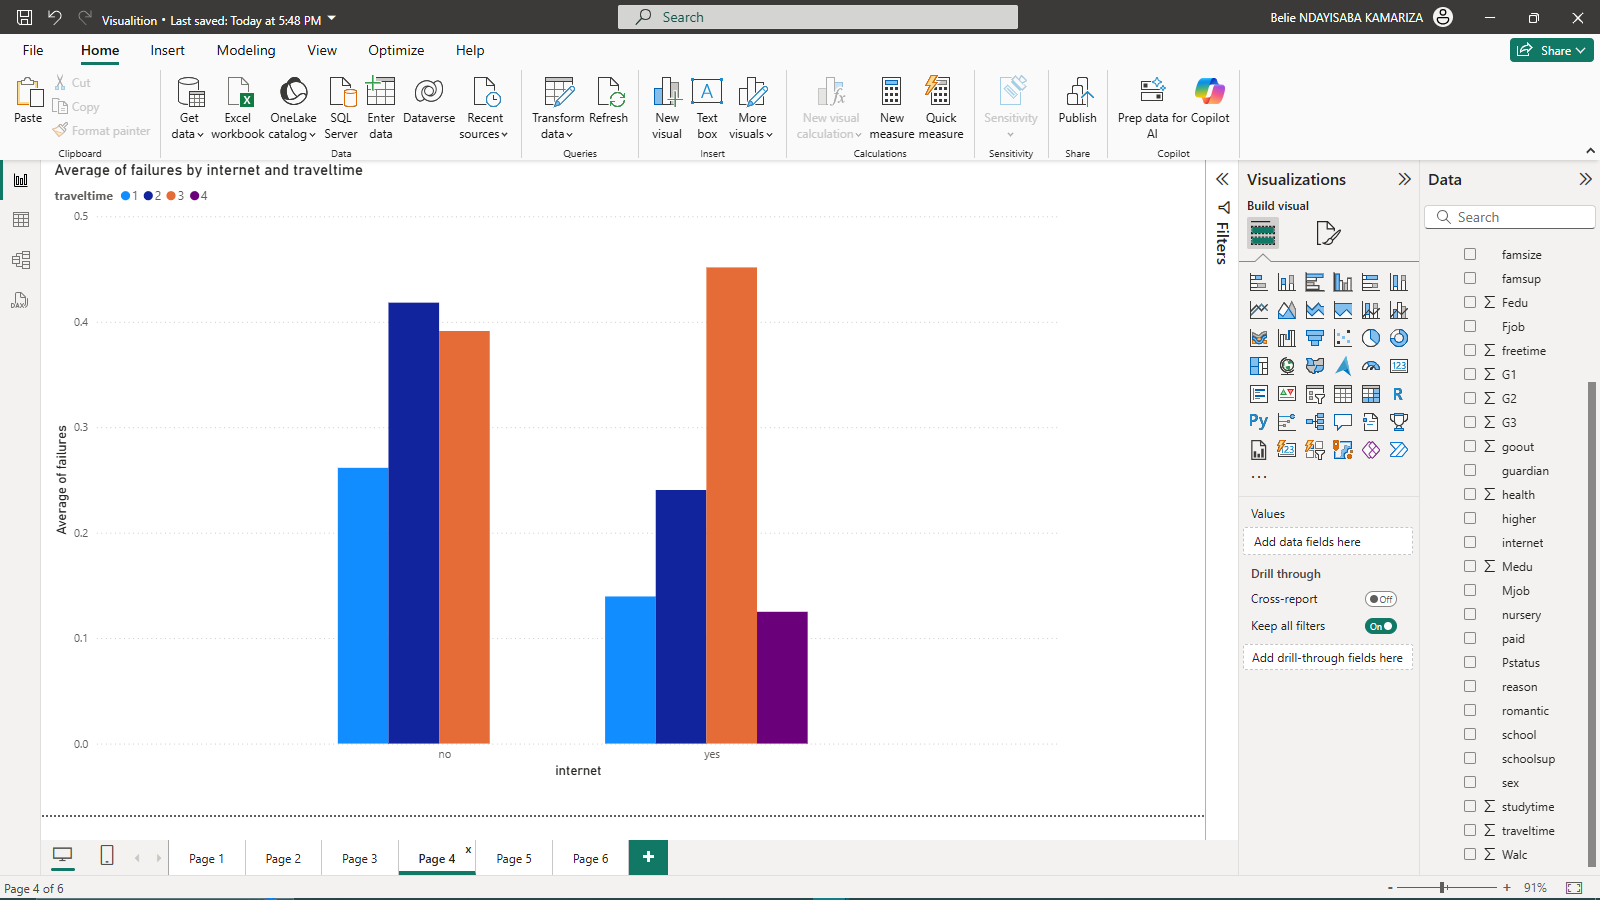 Visualition • Last saved: Today at 5:48 PM
Search
Belie NDAYISABA KAMARIZA
File Home Insert Modeling View Optimize Help
Share
Paste
Cut
Copy
Format painter
Clipboard
Get data
Excel workbook
OneLake catalog
SQL Server
Enter data
Dataverse
Recent sources
Data
Transform data
Refresh
Queries
New visual
Text box
More visuals
Insert
New visual calculation
New measure
Quick measure
Calculations
Sensitivity
Sensitivity
Publish
Share
Prep data for AI
Copilot
Copilot
Average of failures by internet and traveltime
traveltime 1 2 3 4
0.5
0.4
0.3
0.2
0.1
0.0
Average of failures
no
yes
internet
Filters
Visualizations
Build visual
Values
Add data fields here
Drill through
Cross-report
Off
Keep all filters
On
Add drill-through fields here
Data
Search
famsize
famsup
Fedu
Fjob
freetime
G1
G2
G3
goout
guardian
health
higher
internet
Medu
Mjob
nursery
paid
Pstatus
reason
romantic
school
schoolsup
sex
studytime
traveltime
Walc
Page 1
Page 2
Page 3
Page 4 x
Page 5
Page 6
+
Page 4 of 6
- + 91%